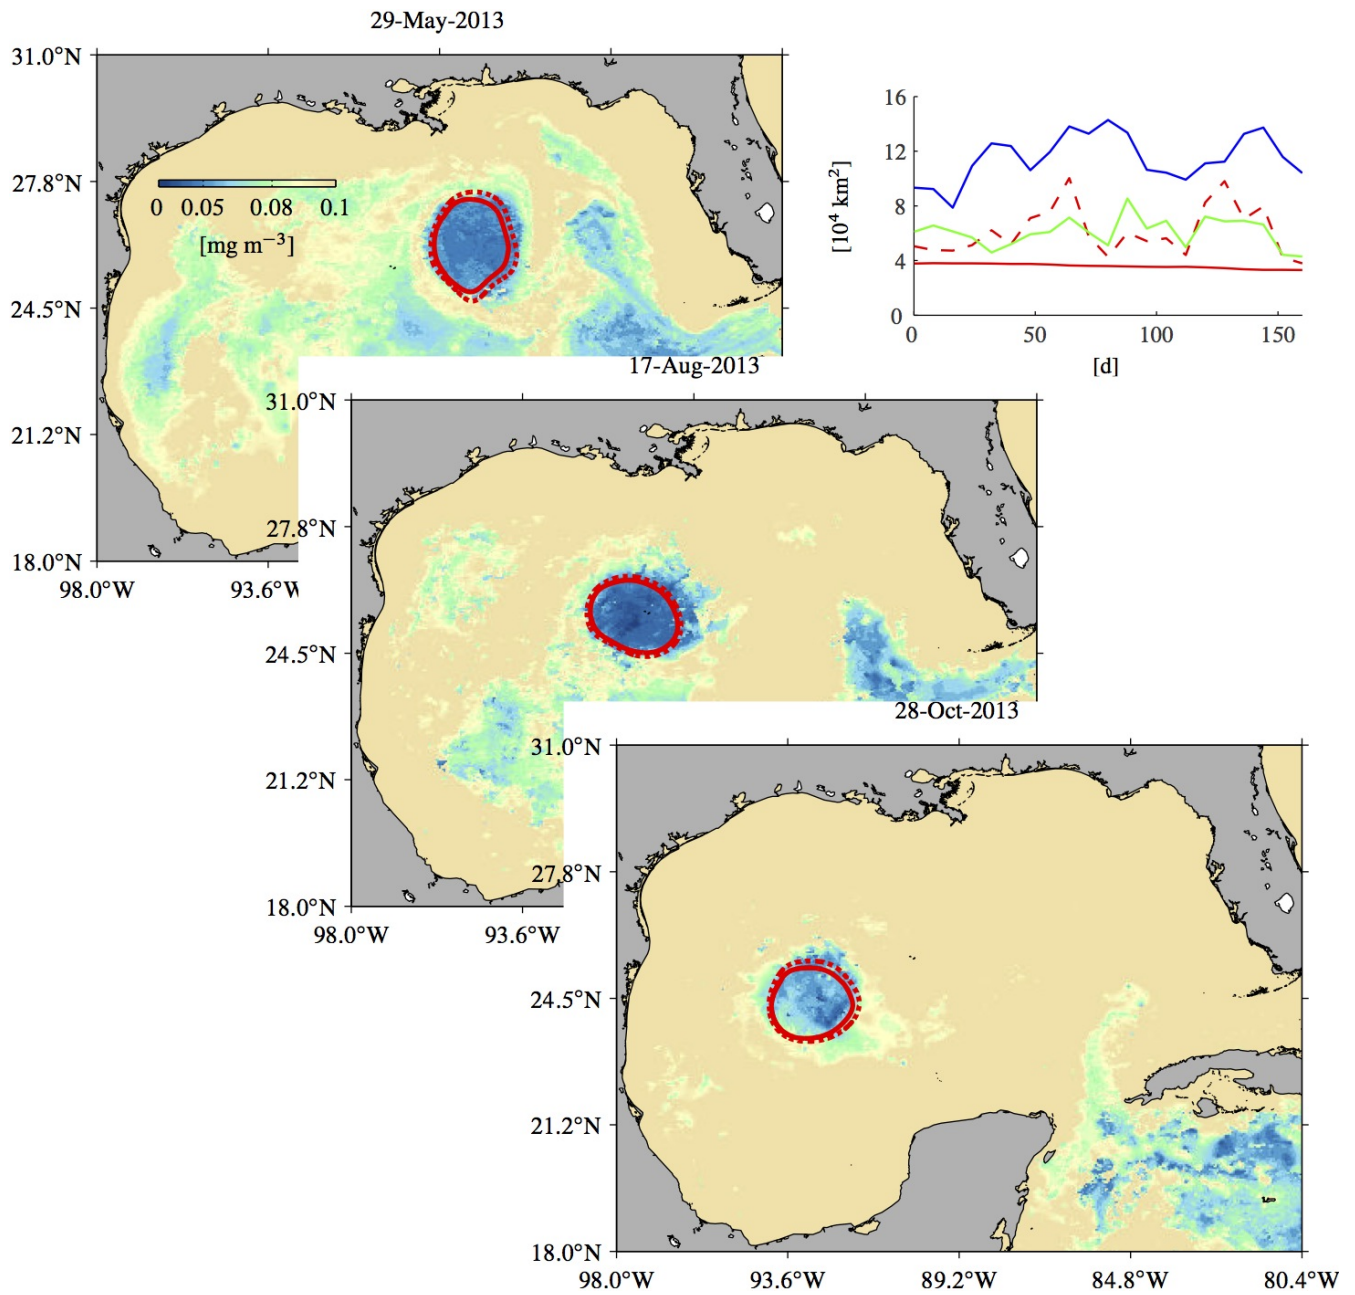 29-May-2013
31.0°N
27.8°N
24.5°N
21.2°N
18.0°N
98.0°W 93.6°W
0 0.05 0.08 0.1
[mg m−3]
16
12
8
4
0
[10⁴ km²]
0 50 100 150
[d]
17-Aug-2013
31.0°N
27.8°N
24.5°N
21.2°N
18.0°N
98.0°W 93.6°W
28-Oct-2013
31.0°N
27.8°N
24.5°N
21.2°N
18.0°N
98.0°W 93.6°W 89.2°W 84.8°W 80.4°W